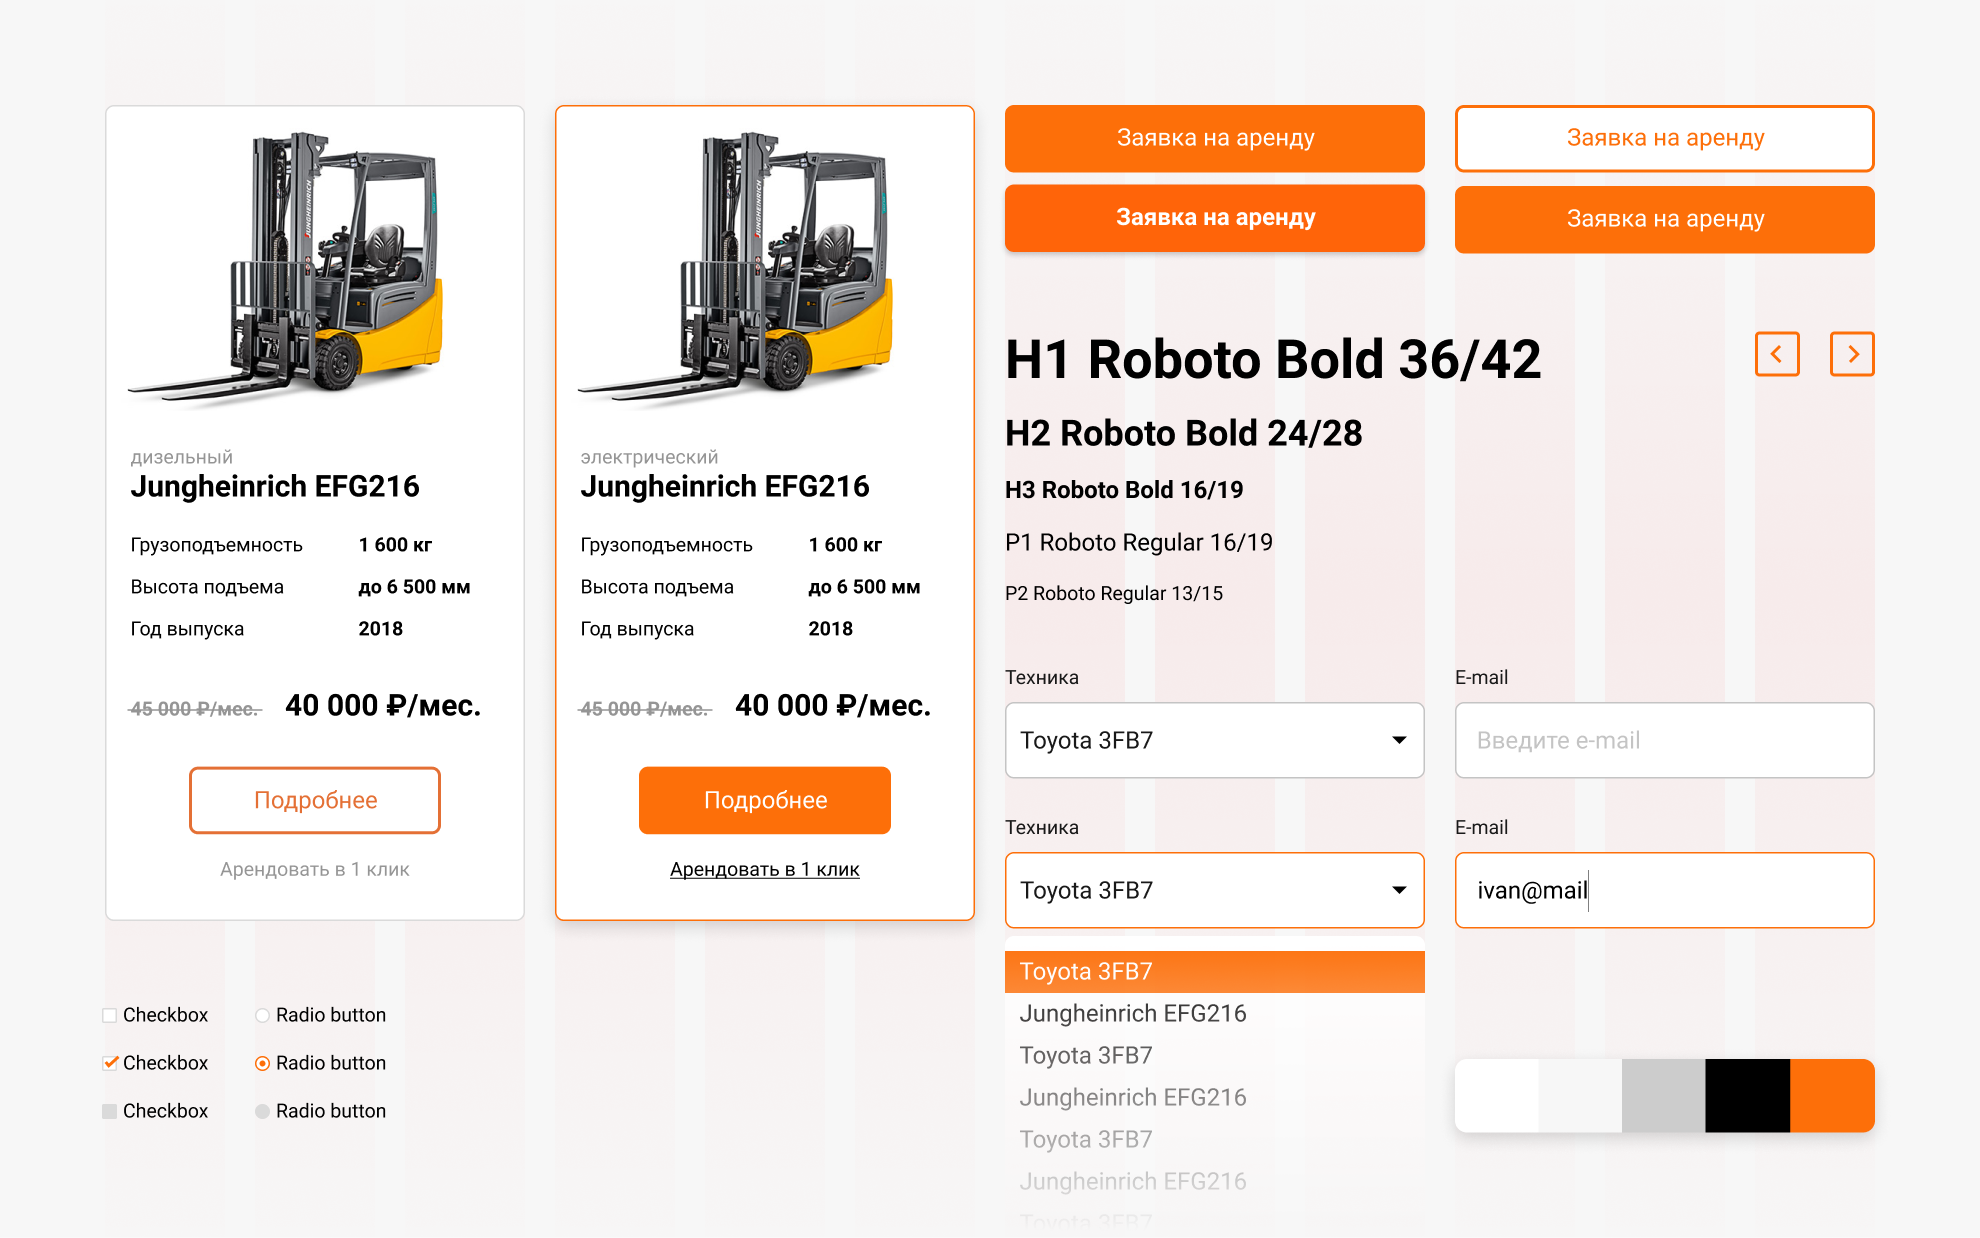 JUNGHEINRICH
дизельный
Jungheinrich EFG216
Грузоподъемность 1 600 кг
Высота подъема до 6 500 мм
Год выпуска 2018
45 000 ₽/мес. 40 000 ₽/мес.
Подробнее
Арендовать в 1 клик
JUNGHEINRICH
электрический
Jungheinrich EFG216
Грузоподъемность 1 600 кг
Высота подъема до 6 500 мм
Год выпуска 2018
45 000 ₽/мес. 40 000 ₽/мес.
Подробнее
Арендовать в 1 клик
Заявка на аренду
Заявка на аренду
Заявка на аренду
Заявка на аренду
H1 Roboto Bold 36/42
H2 Roboto Bold 24/28
H3 Roboto Bold 16/19
P1 Roboto Regular 16/19
P2 Roboto Regular 13/15
Техника
Toyota 3FB7
E-mail
Введите e-mail
Техника
Toyota 3FB7
E-mail
ivan@mail
Toyota 3FB7
Jungheinrich EFG216
Toyota 3FB7
Jungheinrich EFG216
Toyota 3FB7
Jungheinrich EFG216
Toyota 3FB7
Checkbox Radio button
Checkbox Radio button
Checkbox Radio button